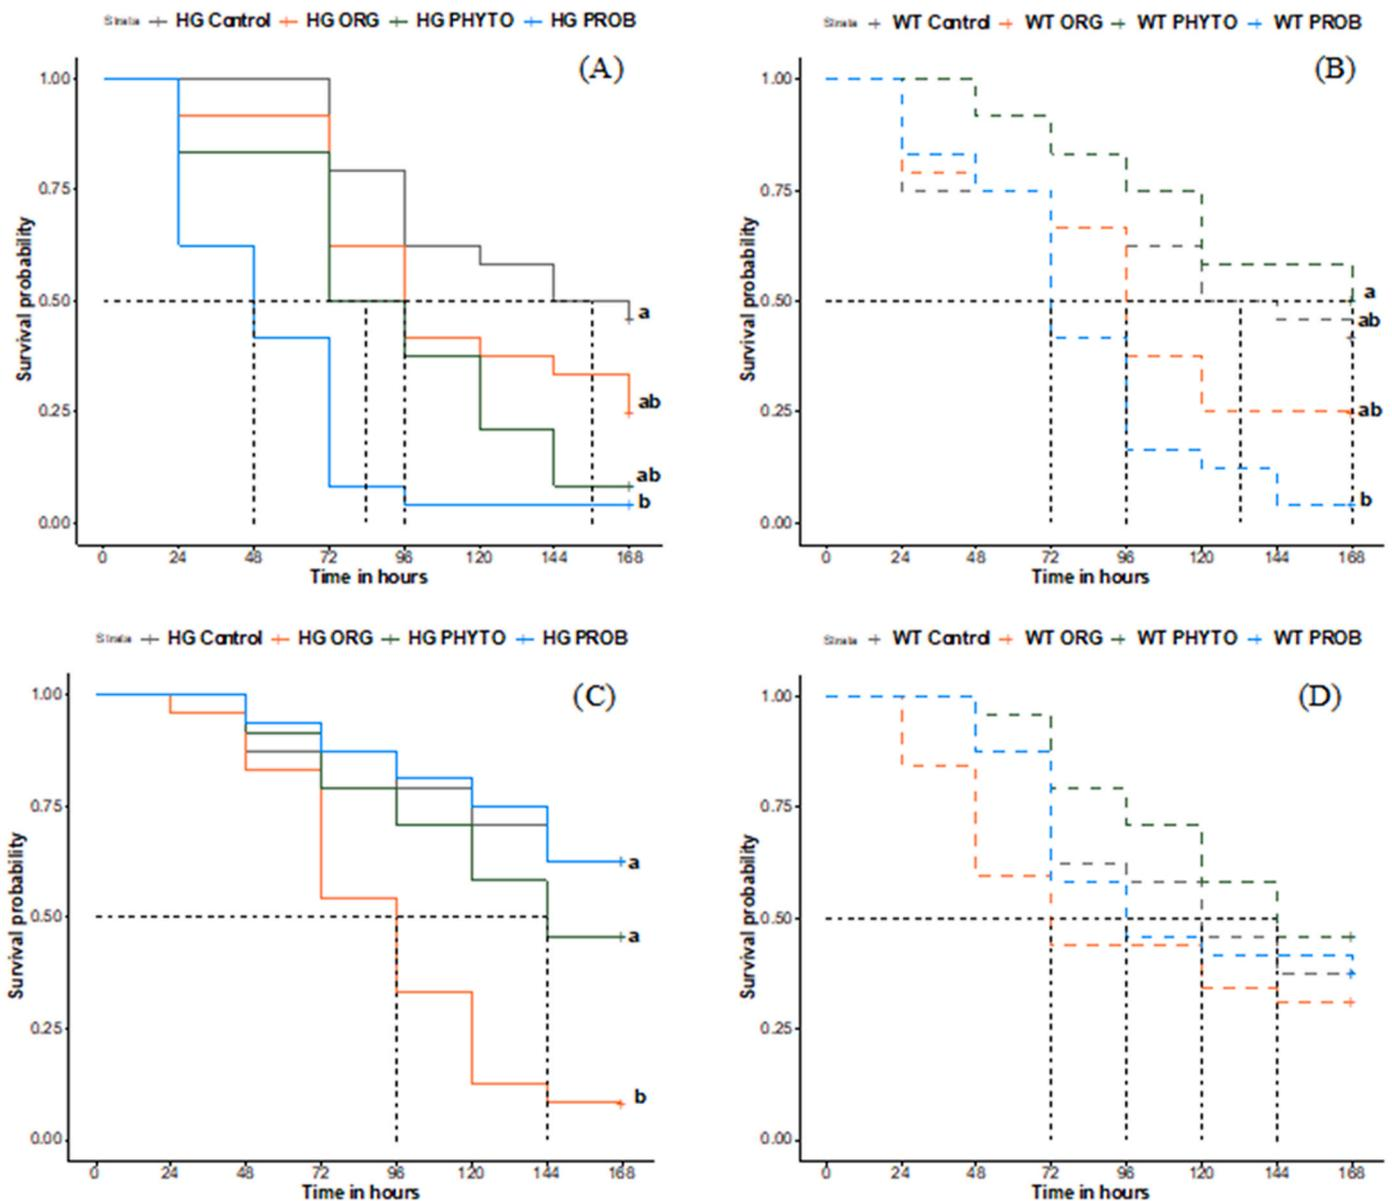 Strata HG Control HG ORG HG PHYTO HG PROB
(A)
1.00
0.75
0.50
0.25
0.00
Survival probability
a
ab
ab
b
0 24 48 72 96 120 144 168
Time in hours
Strata WT Control WT ORG WT PHYTO WT PROB
(B)
1.00
0.75
0.50
0.25
0.00
Survival probability
a
ab
ab
b
0 24 48 72 96 120 144 168
Time in hours
Strata HG Control HG ORG HG PHYTO HG PROB
(C)
1.00
0.75
0.50
0.25
0.00
Survival probability
a
a
b
0 24 48 72 96 120 144 168
Time in hours
Strata WT Control WT ORG WT PHYTO WT PROB
(D)
1.00
0.75
0.50
0.25
0.00
Survival probability
0 24 48 72 96 120 144 168
Time in hours